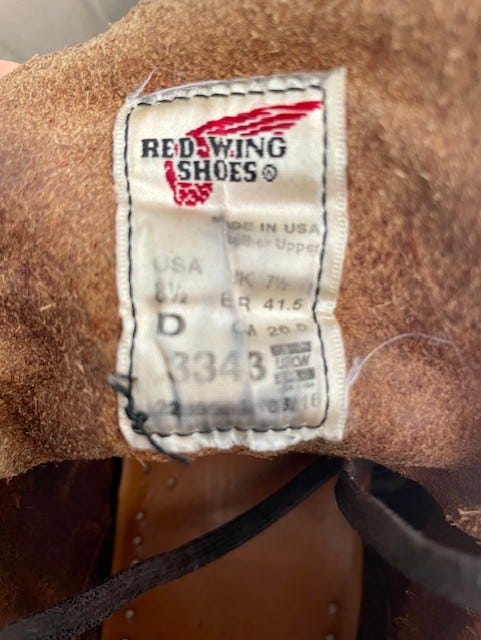 RED WING
SHOES®
MADE IN USA
Leather Upper
USA UK 7½
8½ EUR 41.5
D CM 26.5
3343